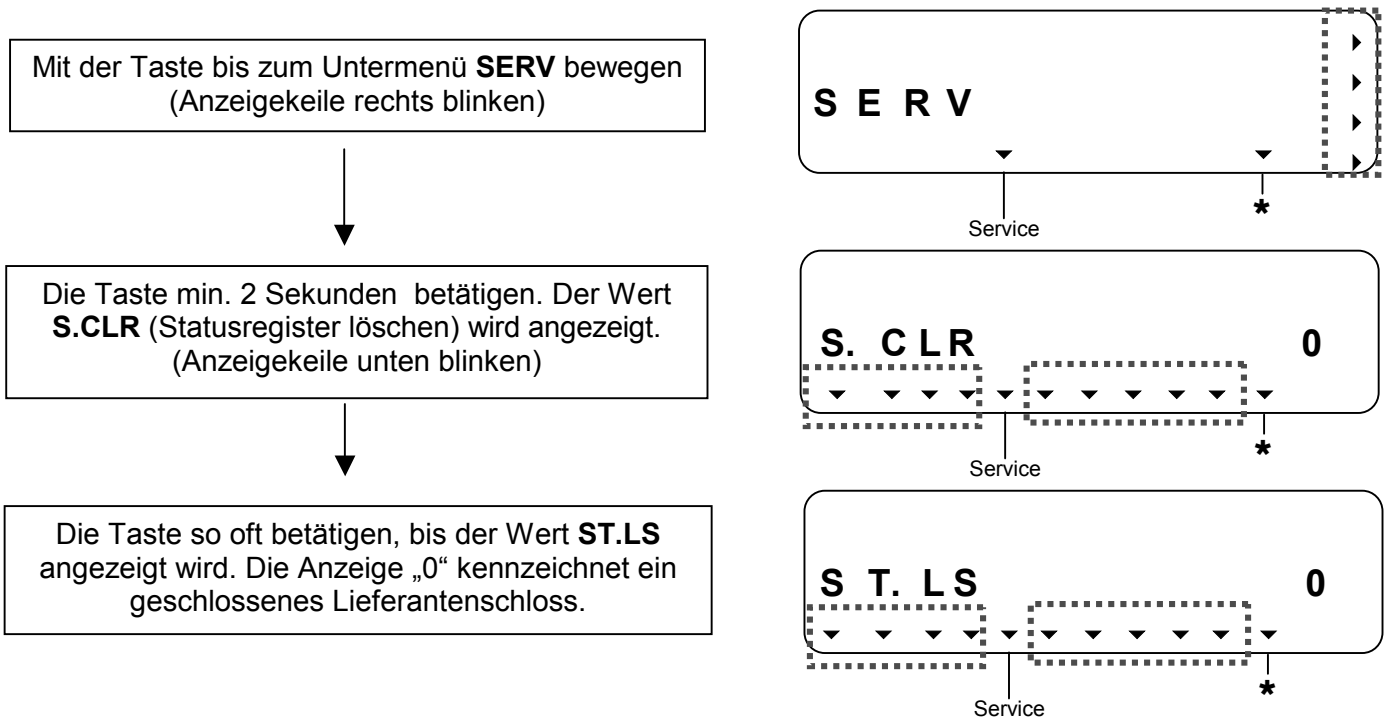 Mit der Taste bis zum Untermenü SERV bewegen
(Anzeigekeile rechts blinken)
S E R V
Service
*
Die Taste min. 2 Sekunden betätigen. Der Wert
S.CLR (Statusregister löschen) wird angezeigt.
(Anzeigekeile unten blinken)
S. C L R 0
Service
*
Die Taste so oft betätigen, bis der Wert ST.LS
angezeigt wird. Die Anzeige „0“ kennzeichnet ein
geschlossenes Lieferantenschloss.
S T. L S 0
Service
*